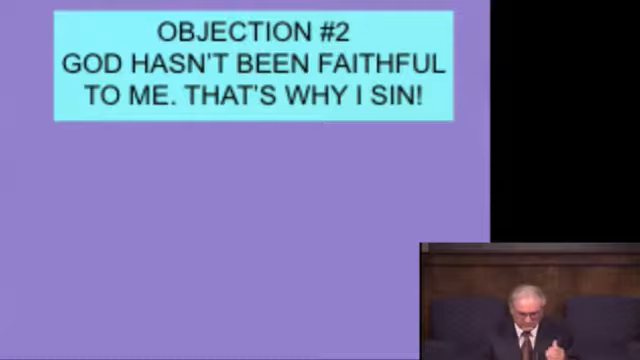 OBJECTION #2
GOD HASN'T BEEN FAITHFUL
TO ME. THAT'S WHY I SIN!